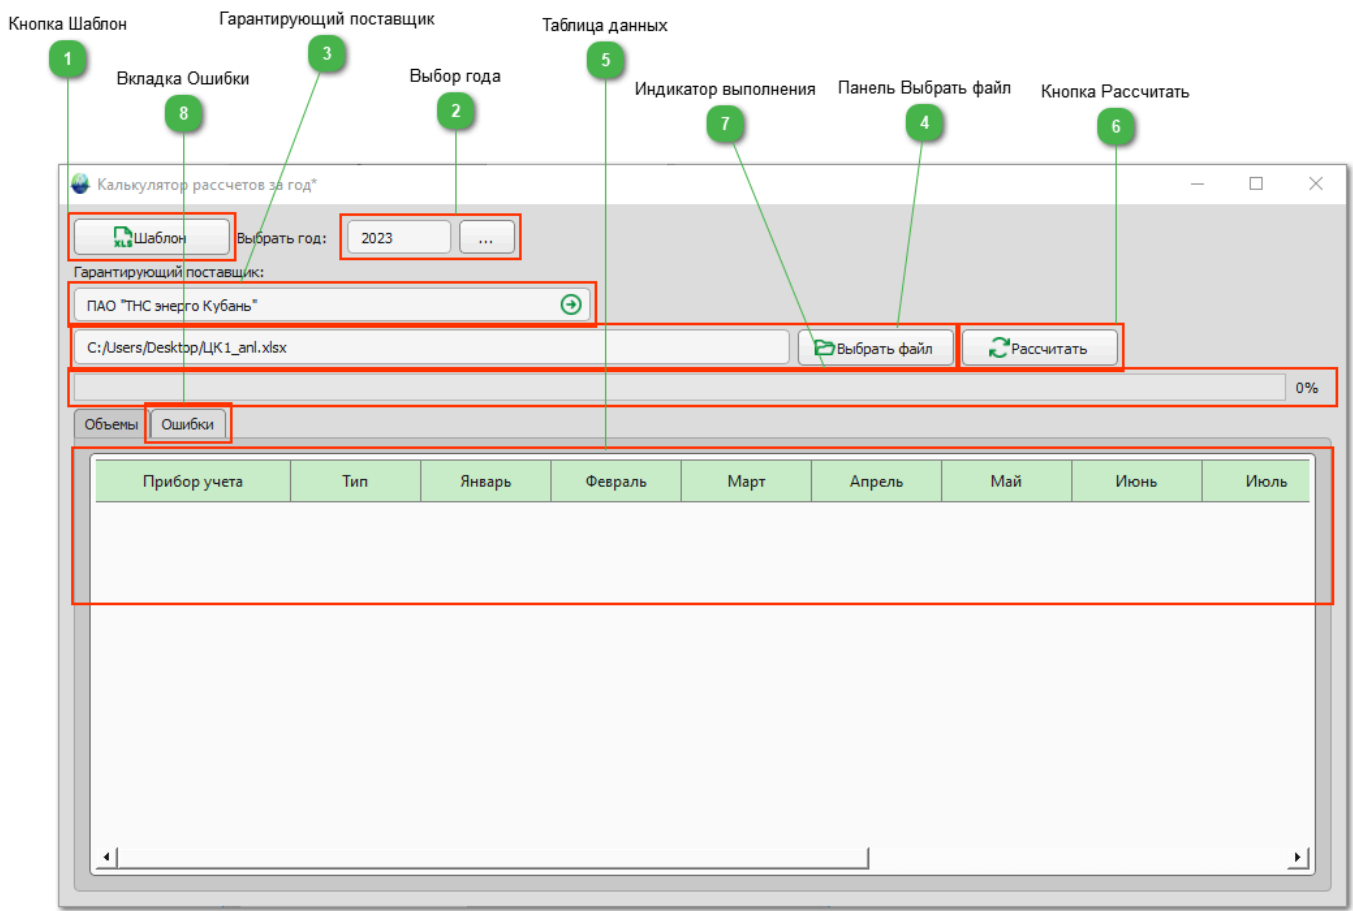 Кнопка Шаблон
Гарантирующий поставщик
Таблица данных
1
3
5
Вкладка Ошибки
Выбор года
Индикатор выполнения
Панель Выбрать файл
Кнопка Рассчитать
8
2
7
4
6
Калькулятор рассчетов за год*
XLS
Шаблон
Выбрать год:
2023
...
Гарантирующий поставщик:
ПАО "ТНС энерго Кубань"
C:/Users/Desktop/ЦК1_anl.xlsx
Выбрать файл
Рассчитать
0%
Объемы
Ошибки
Прибор учета
Тип
Январь
Февраль
Март
Апрель
Май
Июнь
Июль